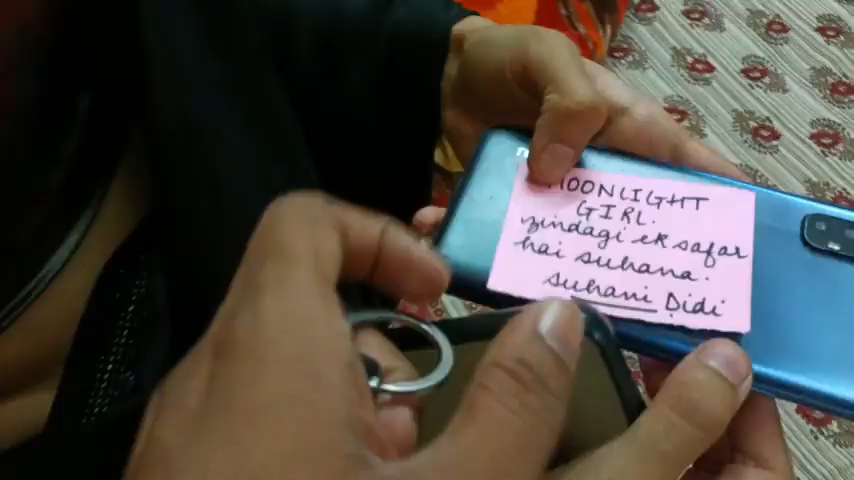 MOONLIGHT
GIRL.
zindagi ek safar
hai suhana.
suhani Didi